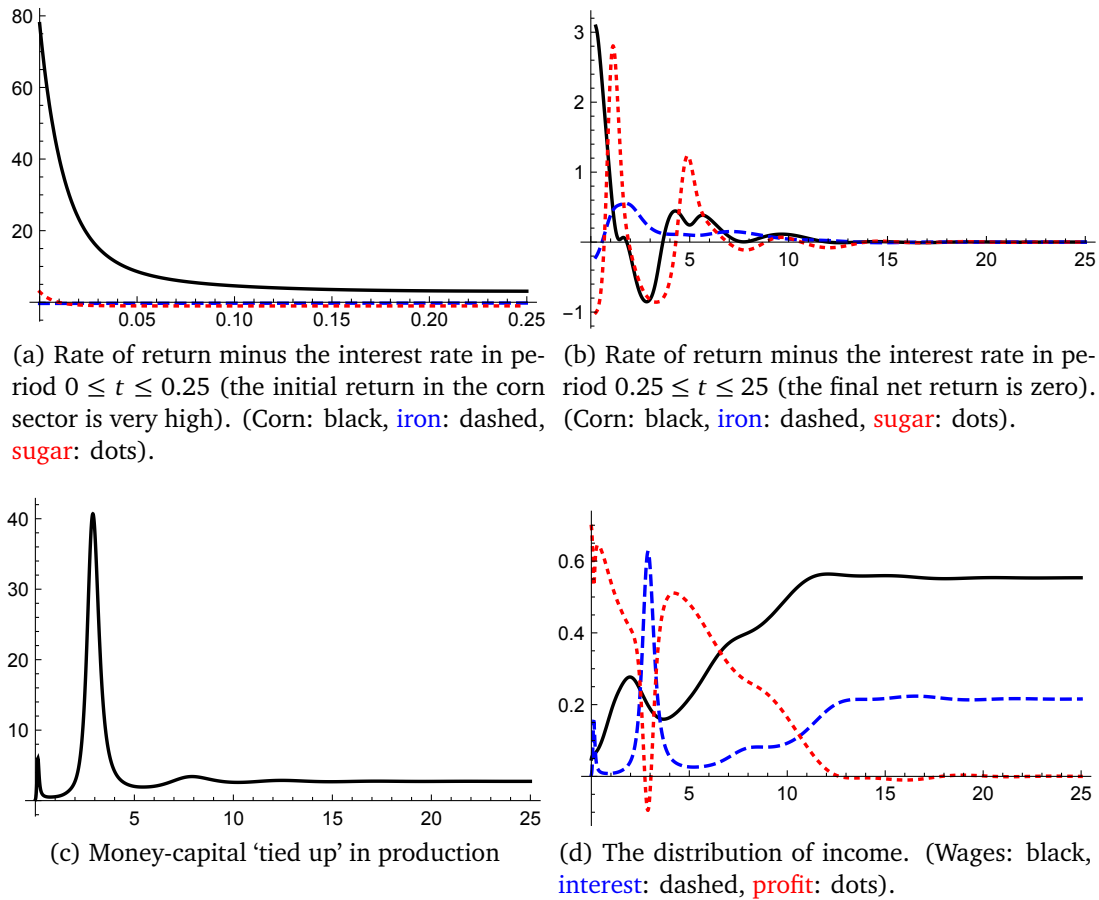 80
60
40
20
0.05 0.10 0.15 0.20 0.25
3
2
1
−1
5 10 15 20 25
(a) Rate of return minus the interest rate in pe-
riod 0 ≤ t ≤ 0.25 (the initial return in the corn
sector is very high). (Corn: black, iron: dashed,
sugar: dots).
(b) Rate of return minus the interest rate in pe-
riod 0.25 ≤ t ≤ 25 (the final net return is zero).
(Corn: black, iron: dashed, sugar: dots).
40
30
20
10
5 10 15 20 25
(c) Money-capital ‘tied up’ in production
0.6
0.4
0.2
5 10 15 20 25
(d) The distribution of income. (Wages: black,
interest: dashed, profit: dots).